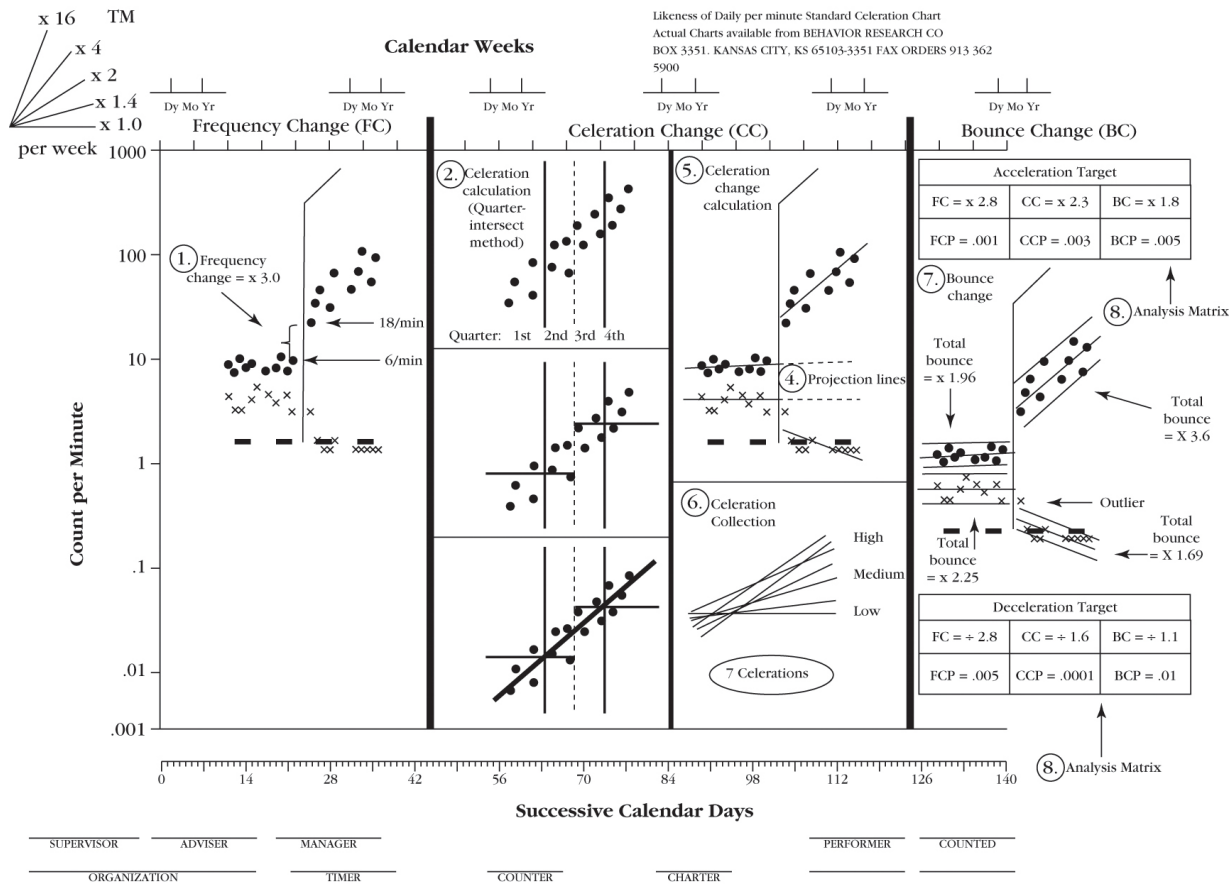 x 16 TM
x 4
x 2
x 1.4
x 1.0
per week
Calendar Weeks
Likeness of Daily per minute Standard Celeration Chart
Actual Charts available from BEHAVIOR RESEARCH CO
BOX 3351. KANSAS CITY, KS 65103-3351 FAX ORDERS 913 362
5900
Dy Mo Yr
Dy Mo Yr
Dy Mo Yr
Dy Mo Yr
Dy Mo Yr
Dy Mo Yr
Frequency Change (FC)
Celeration Change (CC)
Bounce Change (BC)
Count per Minute
1000
100
10
1
.1
.01
.001
1. Frequency
change = x 3.0
18/min
6/min
2. Celeration
calculation
(Quarter-
intersect
method)
Quarter: 1st 2nd 3rd 4th
5. Celeration
change
calculation
4. Projection lines
6. Celeration
Collection
High
Medium
Low
7 Celerations
Acceleration Target
FC = x 2.8 CC = x 2.3 BC = x 1.8
FCP = .001 CCP = .003 BCP = .005
7. Bounce
change
8. Analysis Matrix
Total
bounce
= x 1.96
Total
bounce
= X 3.6
Outlier
Total
bounce
= x 2.25
Total
bounce
= X 1.69
Deceleration Target
FC = ÷ 2.8 CC = ÷ 1.6 BC = ÷ 1.1
FCP = .005 CCP = .0001 BCP = .01
8. Analysis Matrix
0 14 28 42 56 70 84 98 112 126 140
Successive Calendar Days
SUPERVISOR ADVISER MANAGER PERFORMER COUNTED
ORGANIZATION TIMER COUNTER CHARTER